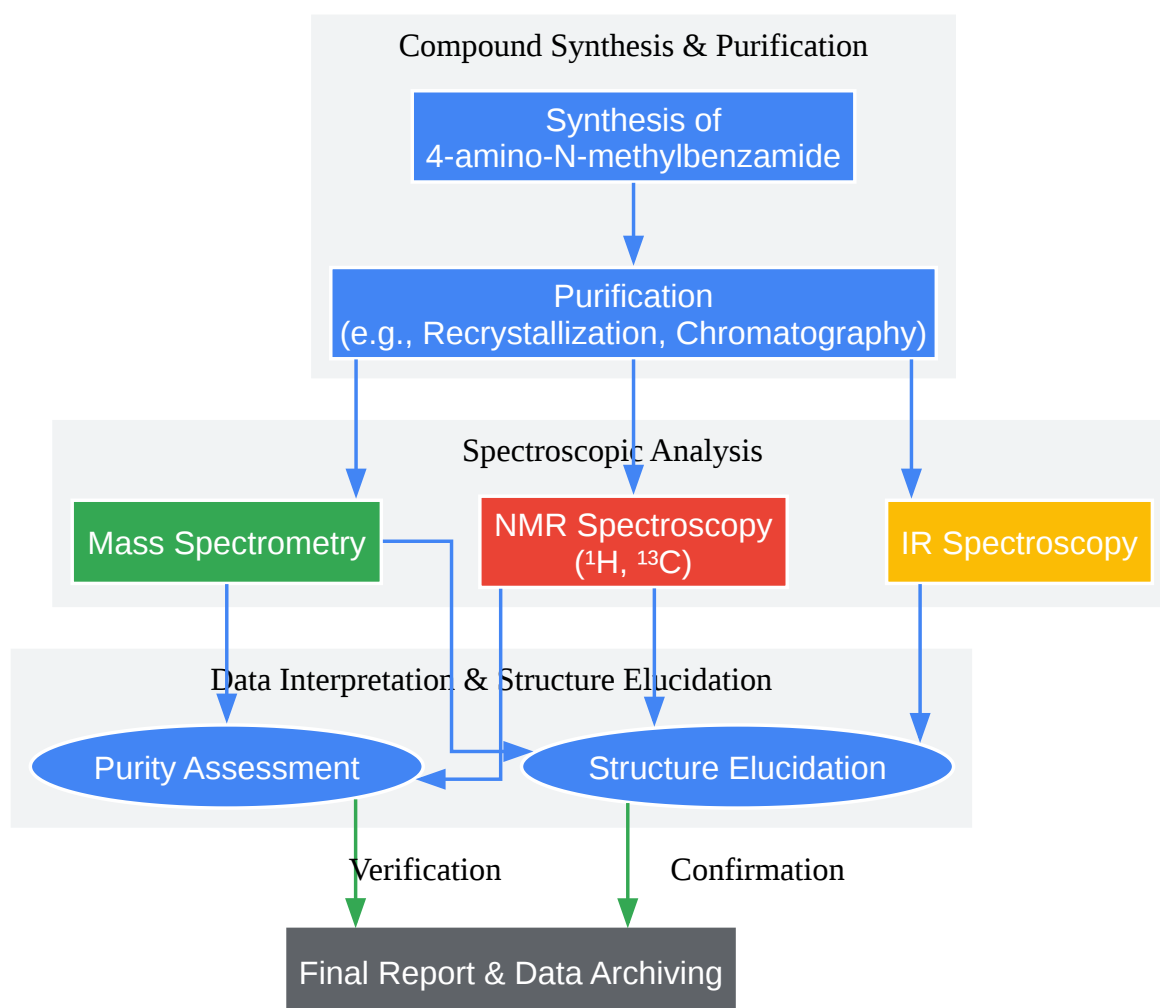 Compound Synthesis & Purification
Synthesis of
4-amino-N-methylbenzamide
Purification
(e.g., Recrystallization, Chromatography)
Spectroscopic Analysis
Mass Spectrometry
NMR Spectroscopy
(¹H, ¹³C)
IR Spectroscopy
Data Interpretation & Structure Elucidation
Purity Assessment
Structure Elucidation
Verification
Confirmation
Final Report & Data Archiving